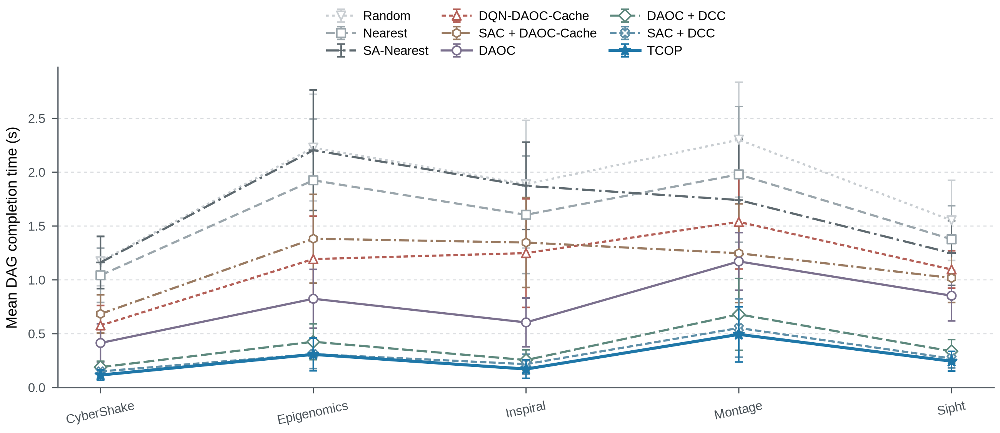 Random
Nearest
SA-Nearest
DQN-DAOC-Cache
SAC + DAOC-Cache
DAOC
DAOC + DCC
SAC + DCC
TCOP
Mean DAG completion time (s)
2.5
2.0
1.5
1.0
0.5
0.0
CyberShake
Epigenomics
Inspiral
Montage
Sipht